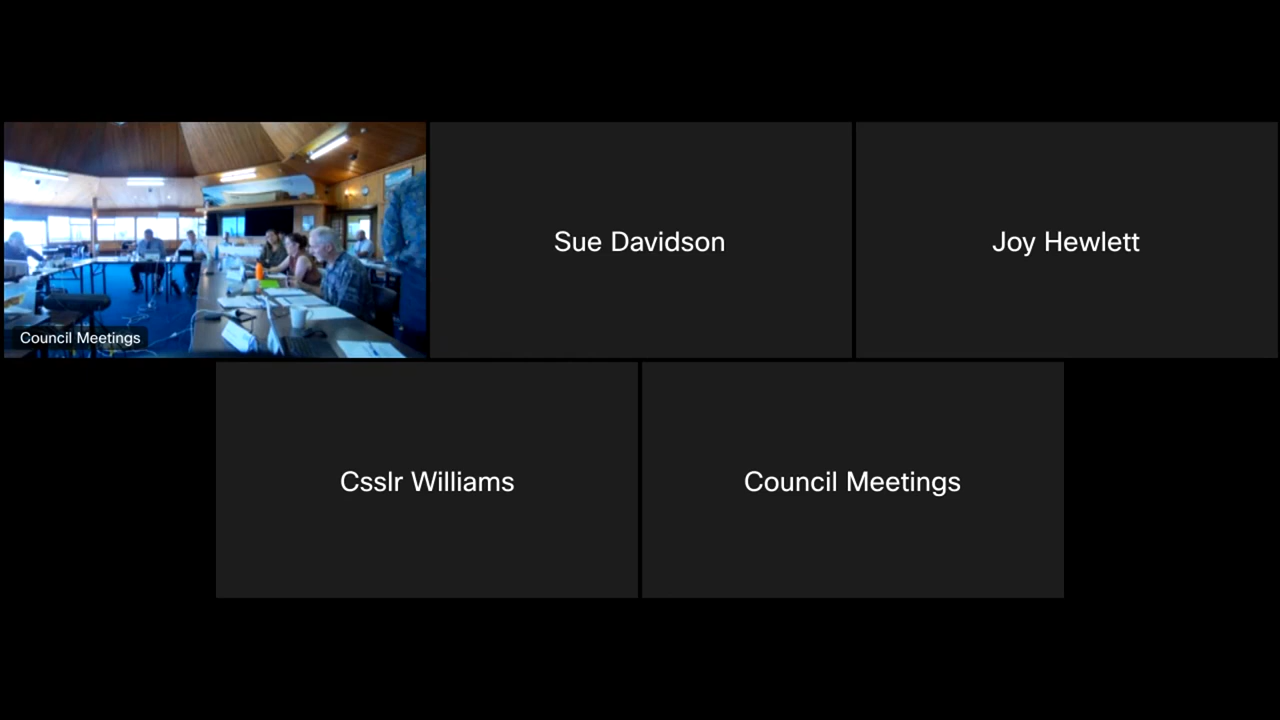 Council Meetings
Sue Davidson
Joy Hewlett
Csslr Williams
Council Meetings